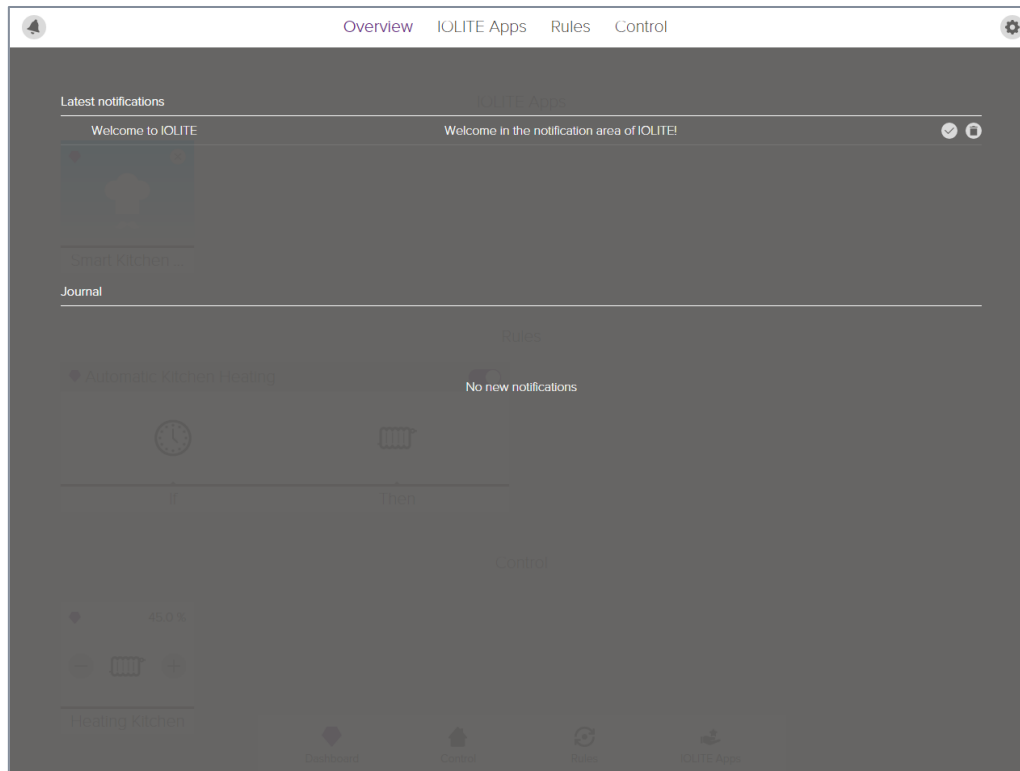 Overview IOLITE Apps Rules Control
IOLITE Apps
Latest notifications
Welcome to IOLITE Welcome in the notification area of IOLITE!
Smart Kitchen ...
Journal
Rules
Automatic Kitchen Heating
No new notifications
If Then
Control
45.0 %
Heating Kitchen
Dashboard Control Rules IOLITE Apps